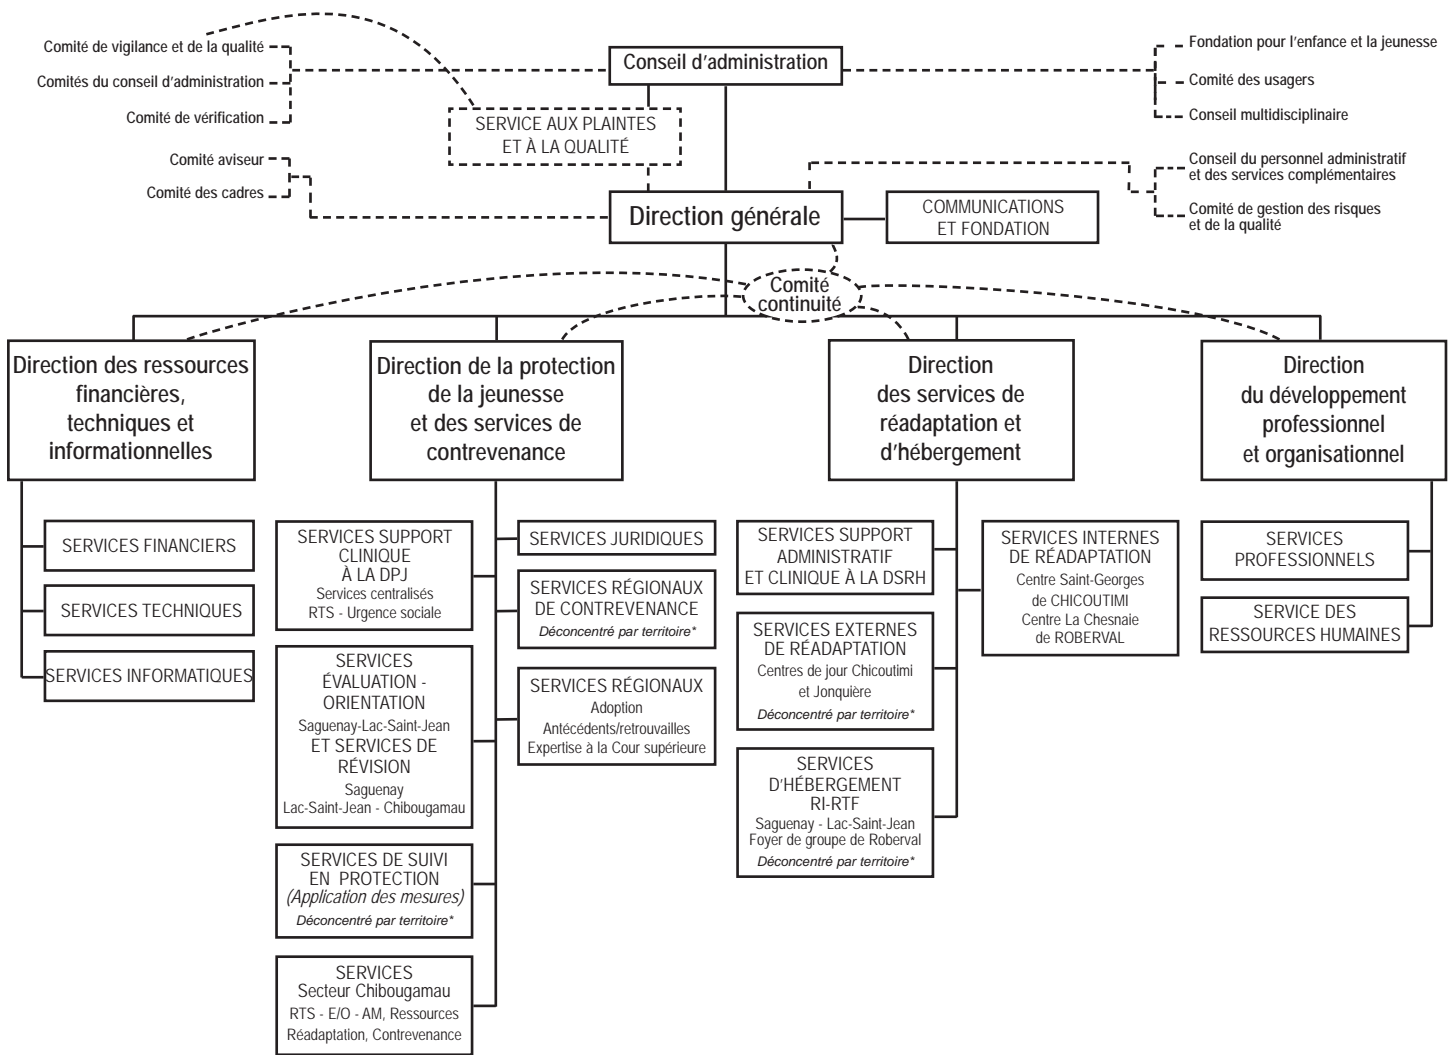 Comité de vigilance et de la qualité
Comités du conseil d'administration
Comité de vérification
Comité aviseur
Comité des cadres
Conseil d'administration
SERVICE AUX PLAINTES
ET À LA QUALITÉ
Fondation pour l'enfance et la jeunesse
Comité des usagers
Conseil multidisciplinaire
Conseil du personnel administratif
et des services complémentaires
Comité de gestion des risques
et de la qualité
Direction générale
COMMUNICATIONS
ET FONDATION
Comité
continuité
Direction des ressources
financières,
techniques et
informationnelles
SERVICES FINANCIERS
SERVICES TECHNIQUES
SERVICES INFORMATIQUES
Direction de la protection
de la jeunesse
et des services de
contrevenance
SERVICES SUPPORT
CLINIQUE
À LA DPJ
Services centralisés
RTS - Urgence sociale
SERVICES
ÉVALUATION -
ORIENTATION
Saguenay-Lac-Saint-Jean
ET SERVICES DE
RÉVISION
Saguenay
Lac-Saint-Jean - Chibougamau
SERVICES DE SUIVI
EN PROTECTION
(Application des mesures)
Déconcentré par territoire*
SERVICES
Secteur Chibougamau
RTS - E/O - AM, Ressources
Réadaptation, Contrevenance
SERVICES JURIDIQUES
SERVICES RÉGIONAUX
DE CONTREVENANCE
Déconcentré par territoire*
SERVICES RÉGIONAUX
Adoption
Antécédents/retrouvailles
Expertise à la Cour supérieure
Direction
des services de
réadaptation et
d'hébergement
SERVICES SUPPORT
ADMINISTRATIF
ET CLINIQUE À LA DSRH
SERVICES EXTERNES
DE RÉADAPTATION
Centres de jour Chicoutimi
et Jonquière
Déconcentré par territoire*
SERVICES
D'HÉBERGEMENT
RI-RTF
Saguenay - Lac-Saint-Jean
Foyer de groupe de Roberval
Déconcentré par territoire*
SERVICES INTERNES
DE RÉADAPTATION
Centre Saint-Georges
de CHICOUTIMI
Centre La Chesnaie
de ROBERVAL
Direction
du développement
professionnel
et organisationnel
SERVICES
PROFESSIONNELS
SERVICE DES
RESSOURCES HUMAINES